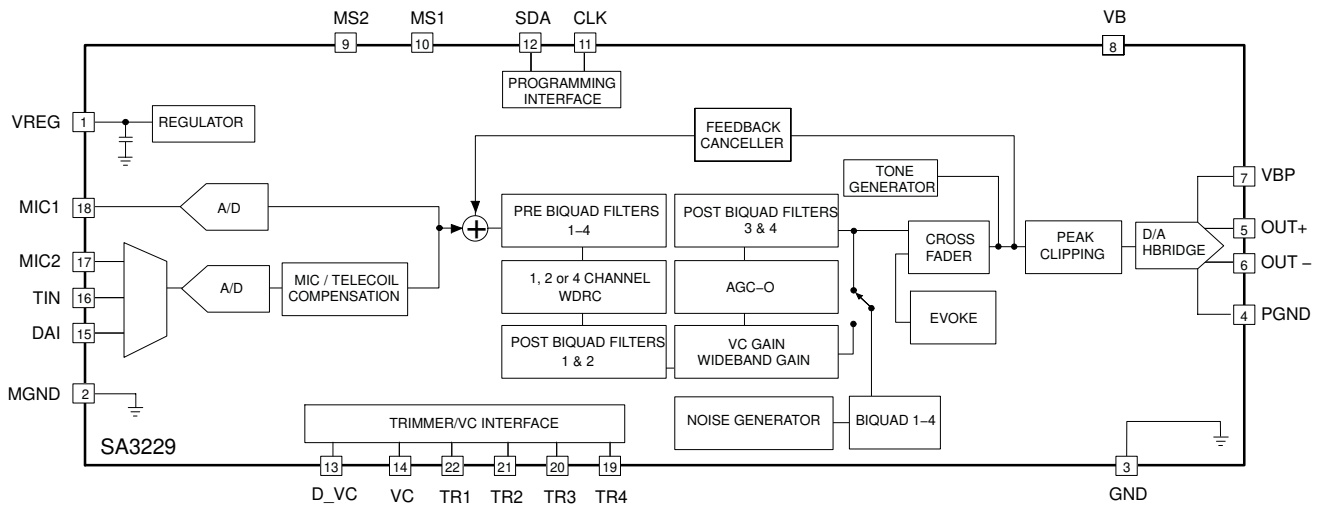 MS2 MS1 SDA CLK VB
9 10 12 11 8
PROGRAMMING
INTERFACE
VREG 1 REGULATOR
FEEDBACK
CANCELLER
TONE
GENERATOR
7 VBP
MIC1 18 A/D
PRE BIQUAD FILTERS
1–4
POST BIQUAD FILTERS
3 & 4
CROSS
FADER
PEAK
CLIPPING
D/A
HBRIDGE
5 OUT+
6 OUT –
MIC2 17
TIN 16
DAI 15
A/D
MIC / TELECOIL
COMPENSATION
1, 2 or 4 CHANNEL
WDRC
AGC–O
EVOKE
4 PGND
POST BIQUAD FILTERS
1 & 2
VC GAIN
WIDEBAND GAIN
MGND 2
NOISE GENERATOR
BIQUAD 1–4
TRIMMER/VC INTERFACE
SA3229
13 14 22 21 20 19 3
D_VC VC TR1 TR2 TR3 TR4 GND